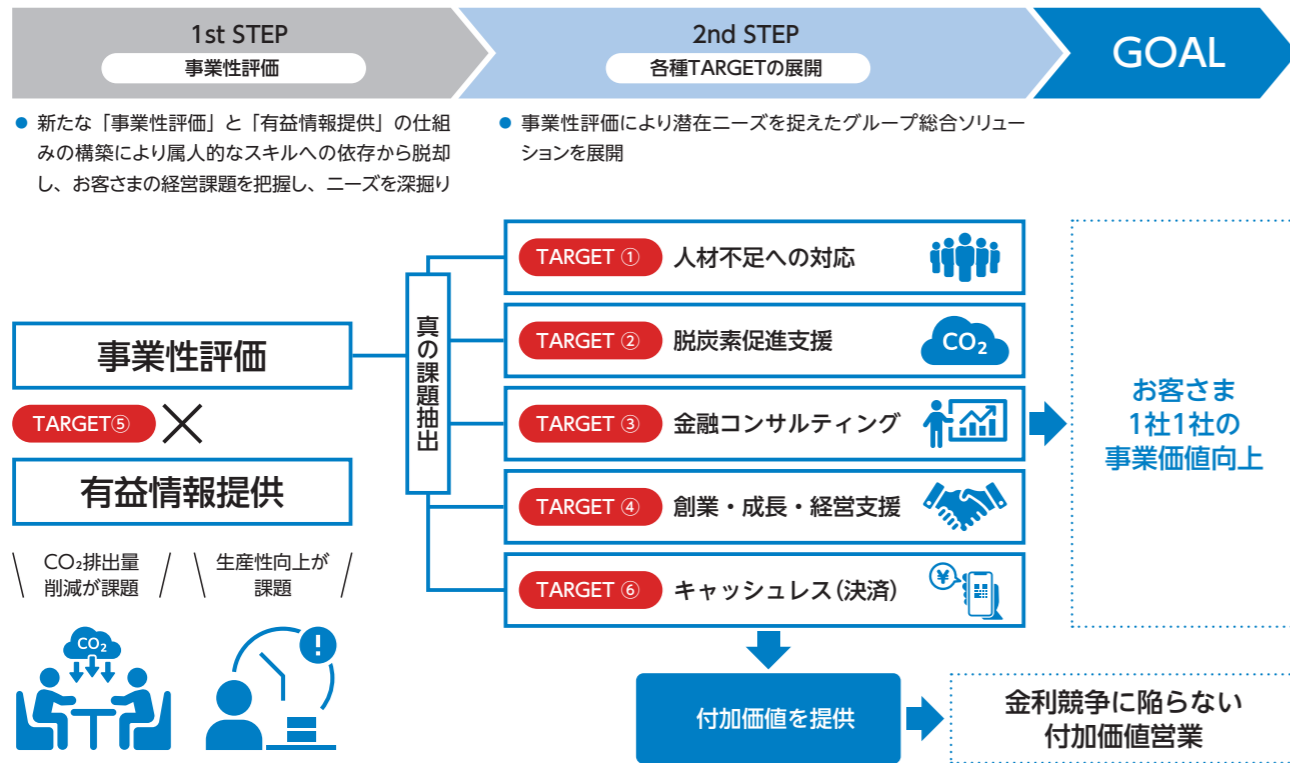 1st STEP
事業性評価
2nd STEP
各種TARGETの展開
GOAL
● 新たな「事業性評価」と「有益情報提供」の仕組
みの構築により属人的なスキルへの依存から脱却
し、お客さまの経営課題を把握し、ニーズを深掘り
● 事業性評価により潜在ニーズを捉えたグループ総合ソリュー
ションを展開
事業性評価
TARGET⑤
有益情報提供
CO₂排出量
削減が課題
生産性向上が
課題
CO₂
真の課題抽出
TARGET ① 人材不足への対応
TARGET ② 脱炭素促進支援
CO₂
TARGET ③ 金融コンサルティング
TARGET ④ 創業・成長・経営支援
TARGET ⑥ キャッシュレス(決済)
¥
お客さま
1社1社の
事業価値向上
付加価値を提供
金利競争に陥らない
付加価値営業